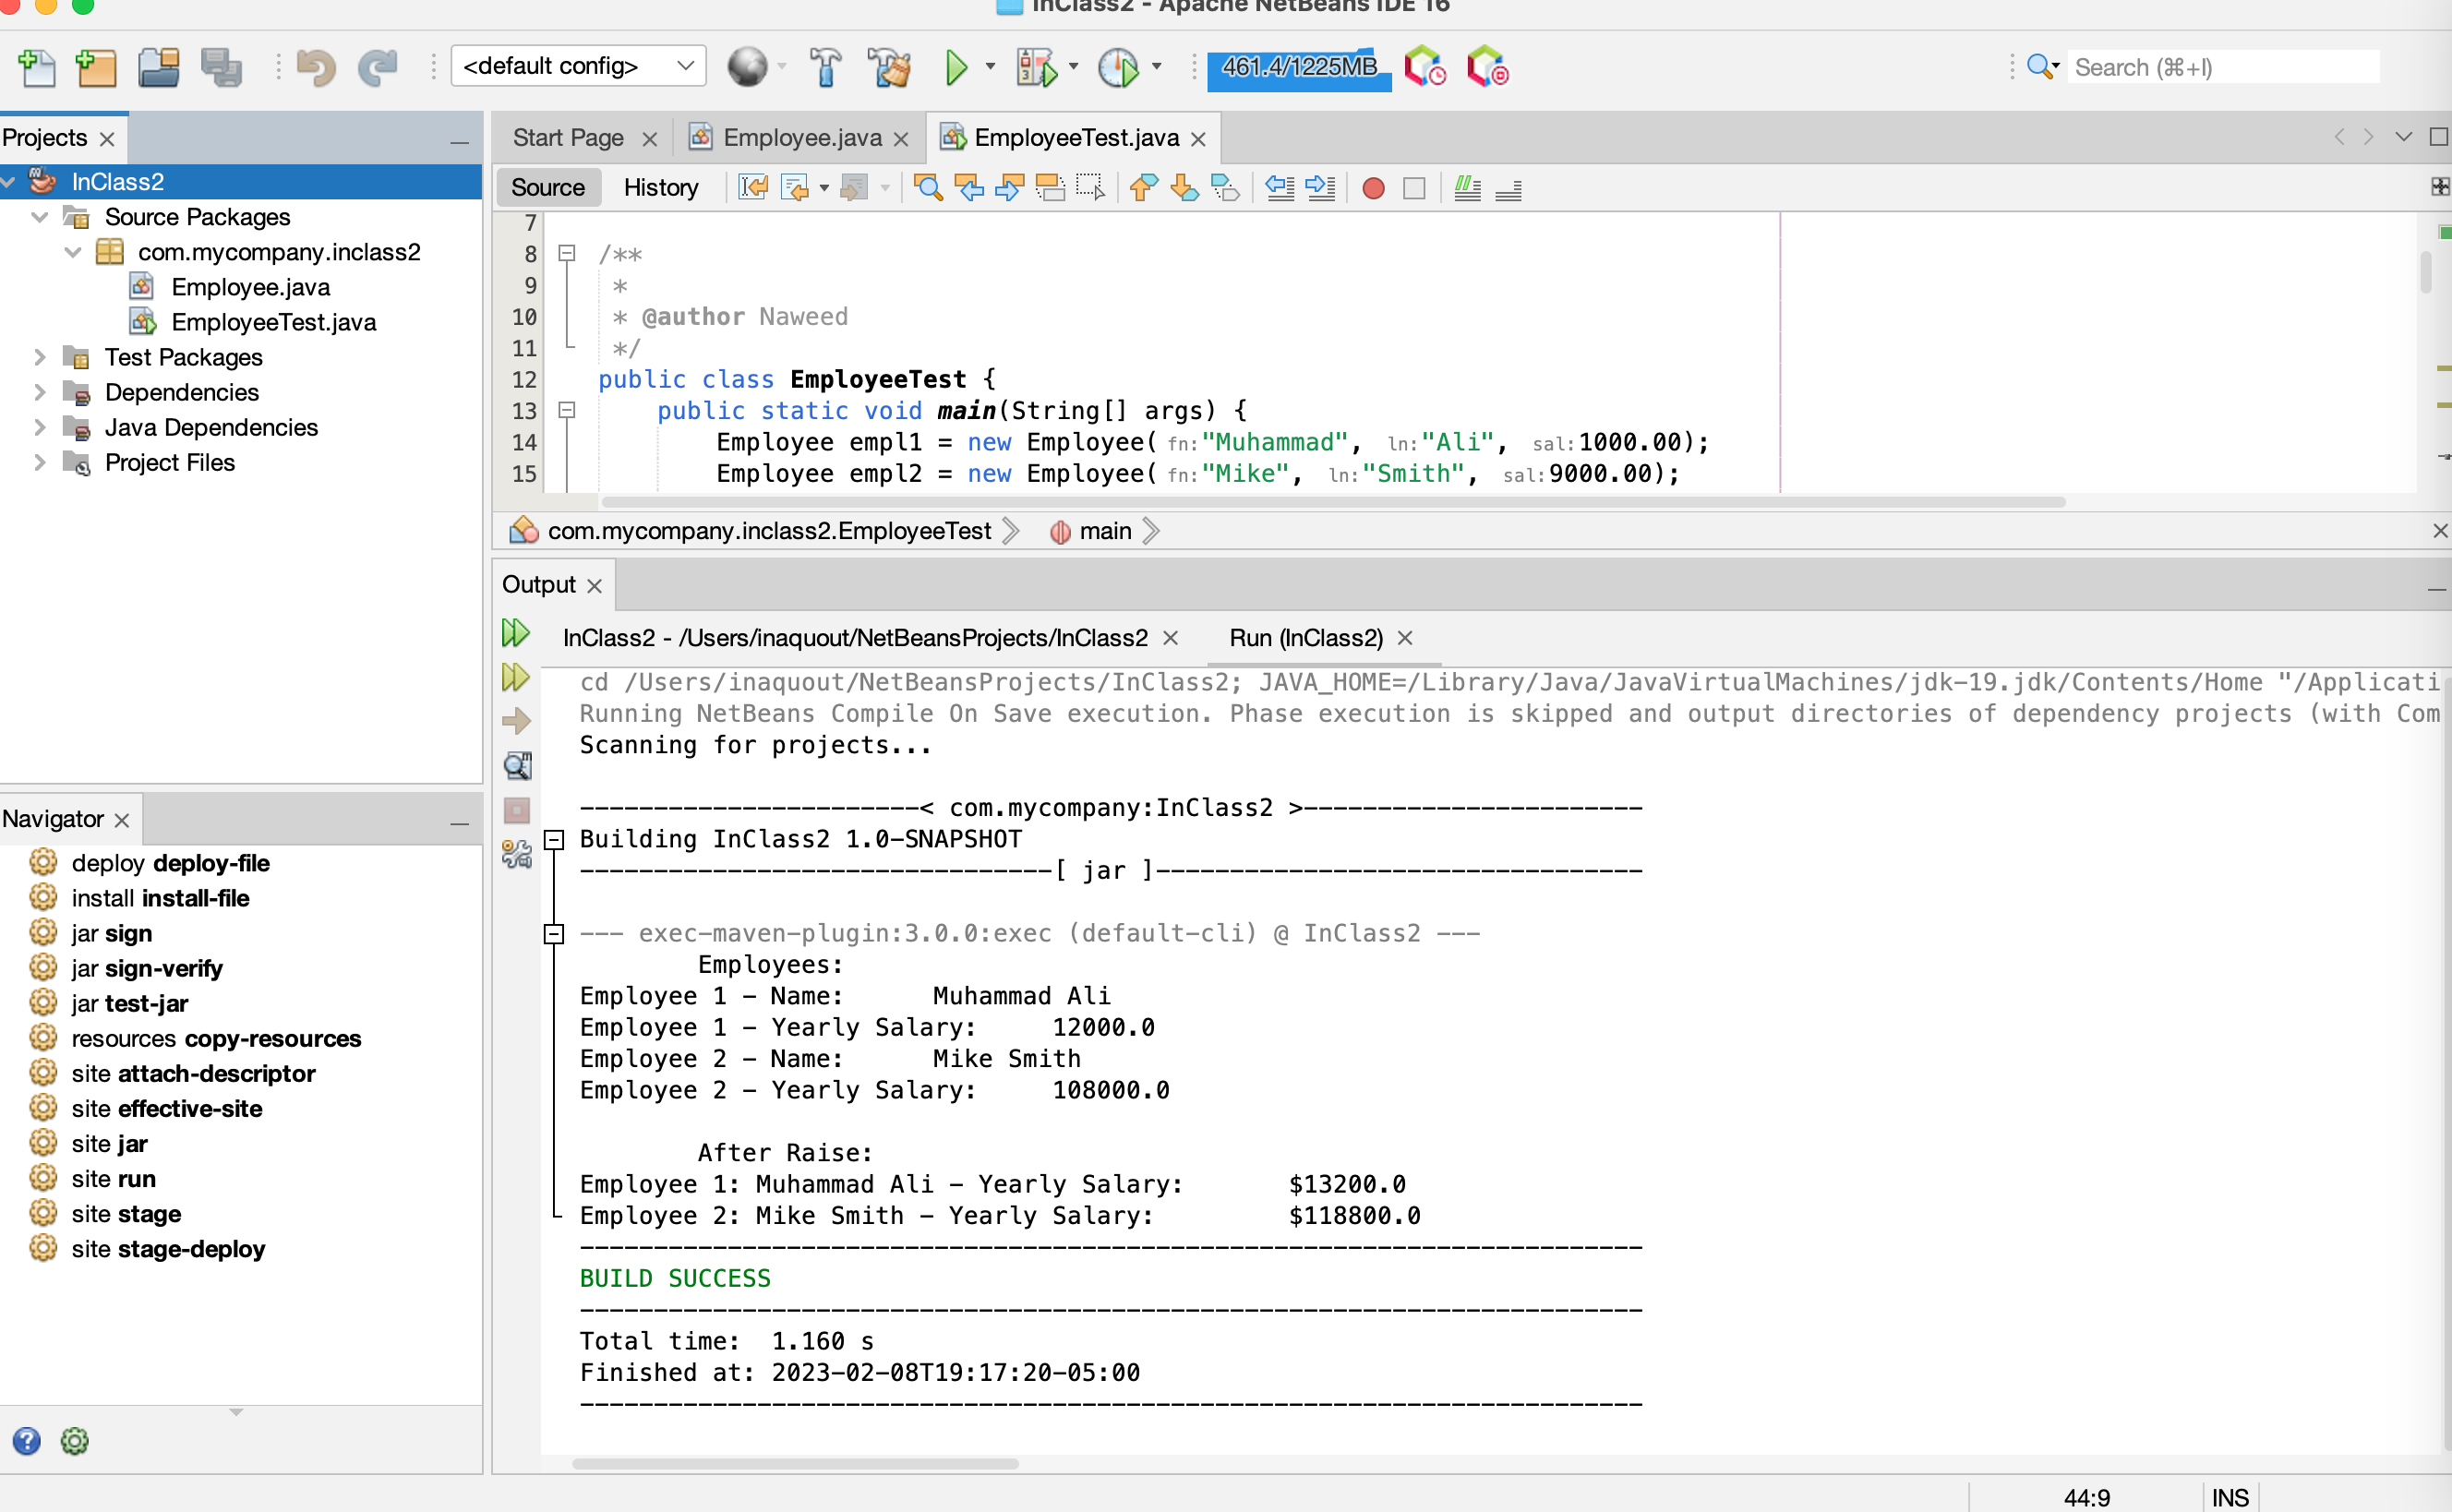 InClass2 - Apache NetBeans IDE 16
<default config>
461.4/1225MB
Search (⌘+I)
Projects
InClass2
Source Packages
com.mycompany.inclass2
Employee.java
EmployeeTest.java
Test Packages
Dependencies
Java Dependencies
Project Files
Start Page
Employee.java
EmployeeTest.java
Source
History
7
8 /**
9 *
10 * @author Naweed
11 */
12 public class EmployeeTest {
13 public static void main(String[] args) {
14 Employee empl1 = new Employee( fn:"Muhammad", ln:"Ali", sal:1000.00);
15 Employee empl2 = new Employee( fn:"Mike", ln:"Smith", sal:9000.00);
com.mycompany.inclass2.EmployeeTest
main
Navigator
deploy deploy-file
install install-file
jar sign
jar sign-verify
jar test-jar
resources copy-resources
site attach-descriptor
site effective-site
site jar
site run
site stage
site stage-deploy
Output
InClass2 - /Users/inaquout/NetBeansProjects/InClass2
Run (InClass2)
cd /Users/inaquout/NetBeansProjects/InClass2; JAVA_HOME=/Library/Java/JavaVirtualMachines/jdk-19.jdk/Contents/Home "/Applicati
Running NetBeans Compile On Save execution. Phase execution is skipped and output directories of dependency projects (with Com
Scanning for projects...
-----------------------< com.mycompany:InClass2 >-----------------------
Building InClass2 1.0-SNAPSHOT
--------------------------------[ jar ]---------------------------------
--- exec-maven-plugin:3.0.0:exec (default-cli) @ InClass2 ---
Employees:
Employee 1 - Name: Muhammad Ali
Employee 1 - Yearly Salary: 12000.0
Employee 2 - Name: Mike Smith
Employee 2 - Yearly Salary: 108000.0
After Raise:
Employee 1: Muhammad Ali - Yearly Salary: $13200.0
Employee 2: Mike Smith - Yearly Salary: $118800.0
------------------------------------------------------------------------
BUILD SUCCESS
------------------------------------------------------------------------
Total time: 1.160 s
Finished at: 2023-02-08T19:17:20-05:00
------------------------------------------------------------------------
44:9
INS